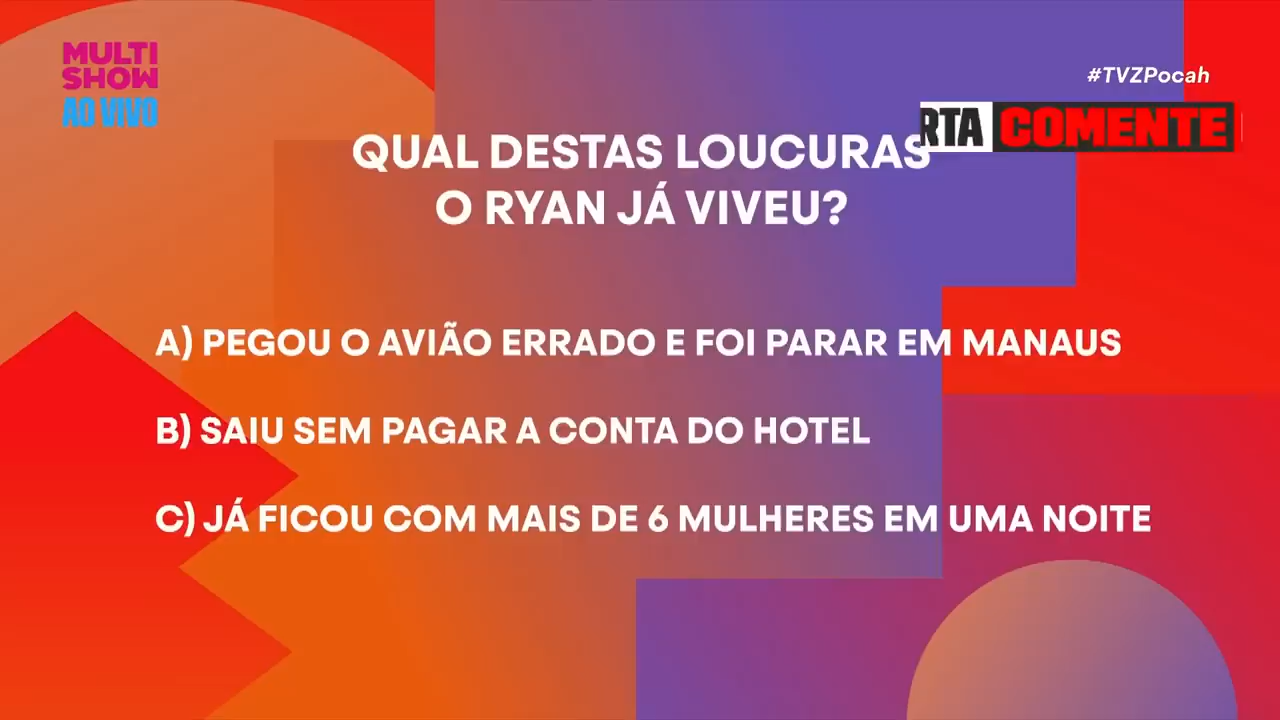 MULTI
SHOW
AO VIVO
#TVZPocah
COMENTE
QUAL DESTAS LOUCURAS
O RYAN JÁ VIVEU?
A) PEGOU O AVIÃO ERRADO E FOI PARAR EM MANAUS
B) SAIU SEM PAGAR A CONTA DO HOTEL
C) JÁ FICOU COM MAIS DE 6 MULHERES EM UMA NOITE